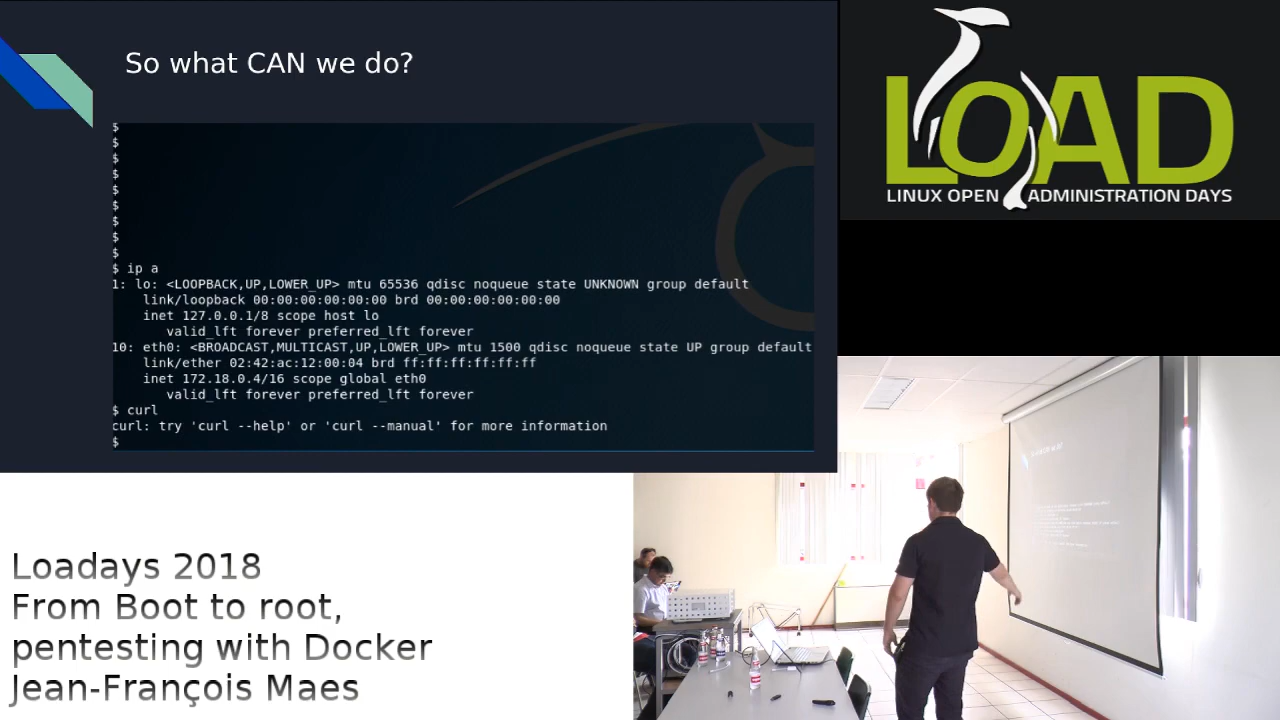 So what CAN we do?
$
$
$
$
$
$
$
$
$
$ ip a
1: lo: <LOOPBACK,UP,LOWER_UP> mtu 65536 qdisc noqueue state UNKNOWN group default
link/loopback 00:00:00:00:00:00 brd 00:00:00:00:00:00
inet 127.0.0.1/8 scope host lo
valid_lft forever preferred_lft forever
10: eth0: <BROADCAST,MULTICAST,UP,LOWER_UP> mtu 1500 qdisc noqueue state UP group default
link/ether 02:42:ac:12:00:04 brd ff:ff:ff:ff:ff:ff
inet 172.18.0.4/16 scope global eth0
valid_lft forever preferred_lft forever
$ curl
curl: try 'curl --help' or 'curl --manual' for more information
$
LOAD
LINUX OPEN ADMINISTRATION DAYS
Loadays 2018
From Boot to root,
pentesting with Docker
Jean-François Maes